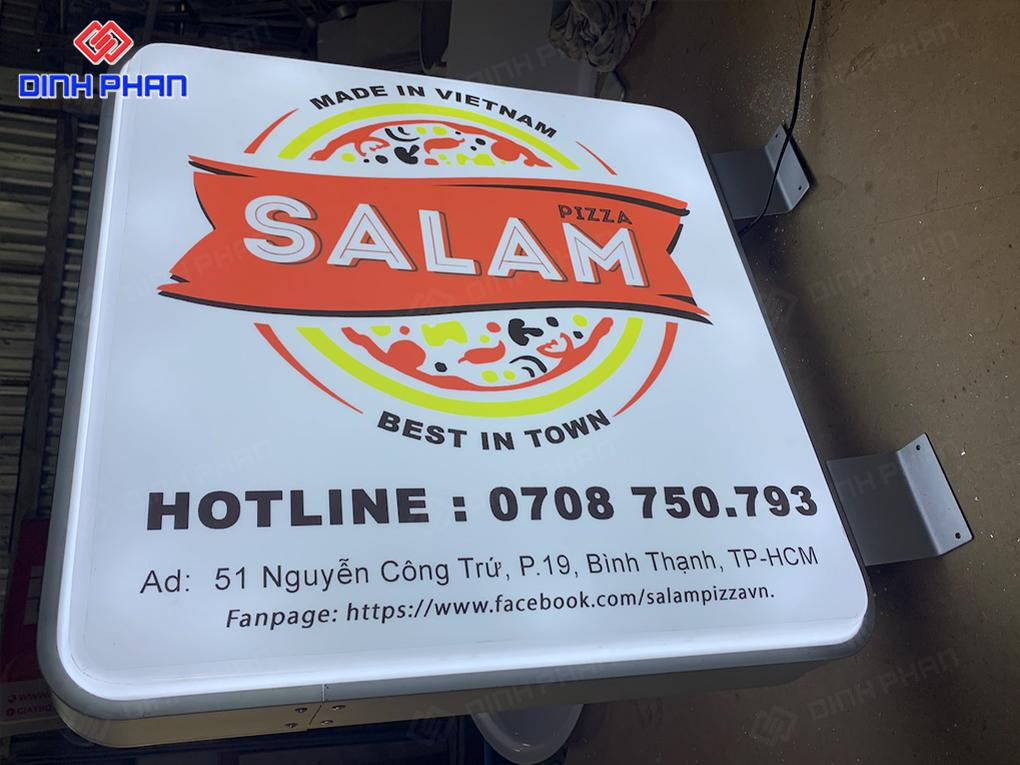 DINH PHAN
MADE IN VIETNAM
PIZZA
SALAM
BEST IN TOWN
HOTLINE : 0708 750.793
Ad: 51 Nguyễn Công Trứ, P.19, Bình Thạnh, TP-HCM
Fanpage: https://www.facebook.com/salampizzavn.